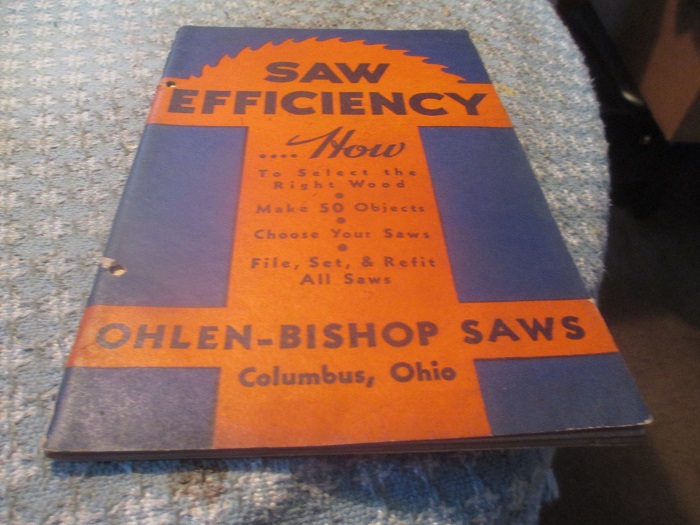 SAW
EFFICIENCY
.... How
To Select the
Right Wood
Make 50 Objects
Choose Your Saws
File, Set, & Refit
All Saws
OHLEN-BISHOP SAWS
Columbus, Ohio